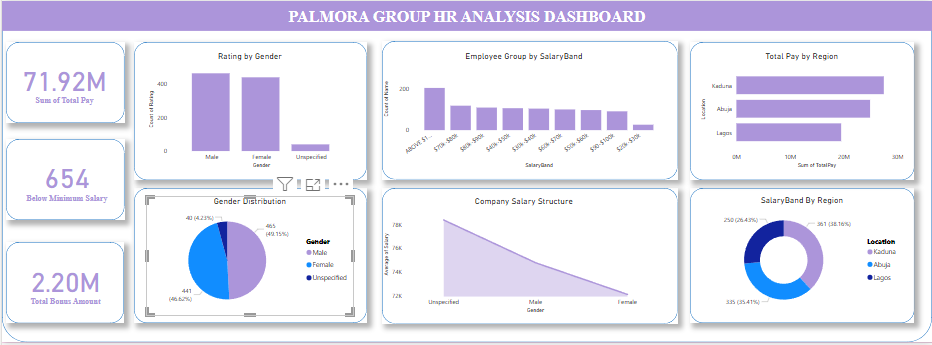 PALMORA GROUP HR ANALYSIS DASHBOARD
71.92M
Sum of Total Pay
654
Below Minimum Salary
2.20M
Total Bonus Amount
Rating by Gender
Count of Rating
400
200
0
Male
Female
Unspecified
Gender
Employee Group by SalaryBand
Count of Name
200
0
ABOVE $1...
$70k-$80k
$80k-$90k
$40k-$50k
$30k-$40k
$60k-$70k
$50k-$60k
$90-$100k
$20k-$30k
SalaryBand
Total Pay by Region
Location
Kaduna
Abuja
Lagos
0M
10M
20M
30M
Sum of TotalPay
Gender Distribution
40 (4.23%)
465
(49.15%)
441
(46.62%)
Gender
Male
Female
Unspecified
Company Salary Structure
Average of Salary
78K
76K
74K
72K
Unspecified
Male
Female
Gender
SalaryBand By Region
250 (26.43%)
361 (38.16%)
335 (35.41%)
Location
Kaduna
Abuja
Lagos